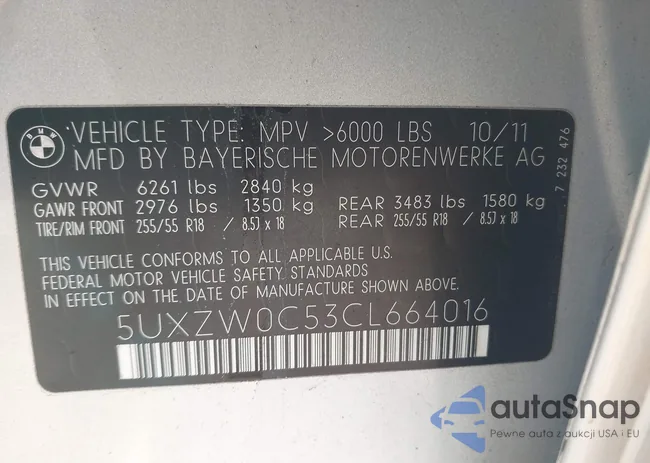 BMW
VEHICLE TYPE: MPV >6000 LBS 10/11
MFD BY BAYERISCHE MOTORENWERKE AG
7 232 476
GVWR 6261 lbs 2840 kg
GAWR FRONT 2976 lbs 1350 kg REAR 3483 lbs 1580 kg
TIRE/RIM FRONT 255/55 R18 / 8.5J x 18 REAR 255/55 R18 / 8.5J x 18
THIS VEHICLE CONFORMS TO ALL APPLICABLE U.S.
FEDERAL MOTOR VEHICLE SAFETY STANDARDS
IN EFFECT ON THE DATE OF MANUFACTURE SHOWN ABOVE.
5UXZW0C53CL664016
autaSnap
Pewne auta z aukcji USA i EU